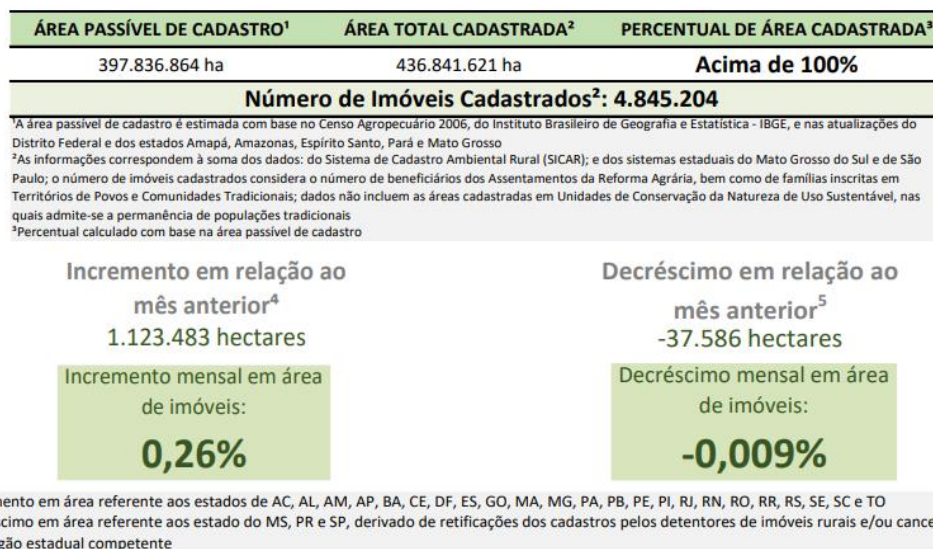 ÁREA PASSÍVEL DE CADASTRO¹ ÁREA TOTAL CADASTRADA² PERCENTUAL DE ÁREA CADASTRADA³
397.836.864 ha 436.841.621 ha Acima de 100%
Número de Imóveis Cadastrados²: 4.845.204
¹A área passível de cadastro é estimada com base no Censo Agropecuário 2006, do Instituto Brasileiro de Geografia e Estatística - IBGE, e nas atualizações do
Distrito Federal e dos estados Amapá, Amazonas, Espírito Santo, Pará e Mato Grosso
²As informações correspondem à soma dos dados: do Sistema de Cadastro Ambiental Rural (SICAR); e dos sistemas estaduais do Mato Grosso do Sul e de São
Paulo; o número de imóveis cadastrados considera o número de beneficiários dos Assentamentos da Reforma Agrária, bem como de famílias inscritas em
Territórios de Povos e Comunidades Tradicionais; dados não incluem as áreas cadastradas em Unidades de Conservação da Natureza de Uso Sustentável, nas
quais admite-se a permanência de populações tradicionais
³Percentual calculado com base na área passível de cadastro
Incremento em relação ao
mês anterior⁴
1.123.483 hectares
Incremento mensal em área
de imóveis:
0,26%
Decréscimo em relação ao
mês anterior⁵
-37.586 hectares
Decréscimo mensal em área
de imóveis:
-0,009%
mento em área referente aos estados de AC, AL, AM, AP, BA, CE, DF, ES, GO, MA, MG, PA, PB, PE, PI, RJ, RN, RO, RR, RS, SE, SC e TO
scimo em área referente aos estado do MS, PR e SP, derivado de retificações dos cadastros pelos detentores de imóveis rurais e/ou cance
gão estadual competente